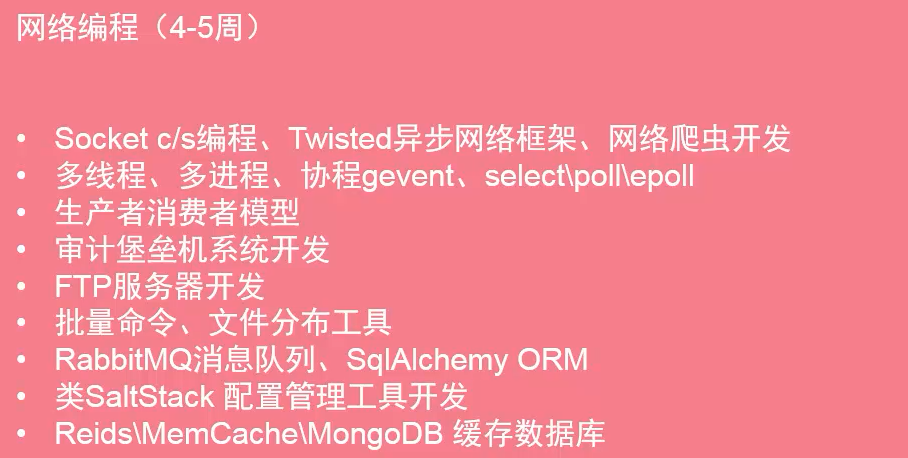 网络编程（4-5周）
• Socket c/s编程、Twisted异步网络框架、网络爬虫开发
• 多线程、多进程、协程gevent、select\poll\epoll
• 生产者消费者模型
• 审计堡垒机系统开发
• FTP服务器开发
• 批量命令、文件分布工具
• RabbitMQ消息队列、SqlAlchemy ORM
• 类SaltStack 配置管理工具开发
• Reids\MemCache\MongoDB 缓存数据库